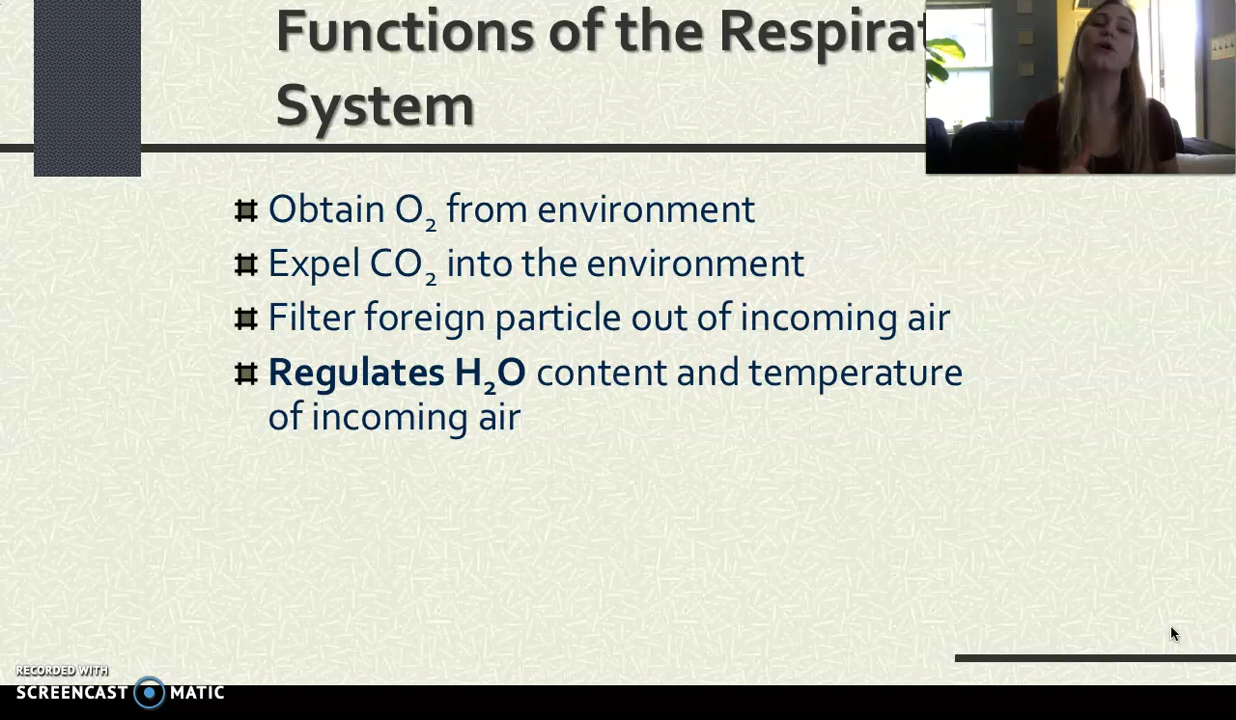 Functions of the Respirat
System
Obtain O₂ from environment
Expel CO₂ into the environment
Filter foreign particle out of incoming air
Regulates H₂O content and temperature
of incoming air
RECORDED WITH
SCREENCAST MATIC